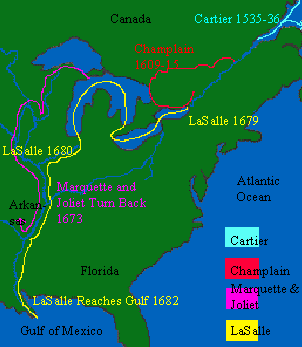 Canada
Cartier 1535-36
Champlain
LaSalle 1679
LaSalle 1680
Marquette and
Joliet Turn Back
1673
Arkan-
sas
Atlantic
Ocean
Cartier
Champlain
Marquette &
Joliet
LaSalle
Florida
LaSalle Reaches Gulf 1682
Gulf of Mexico